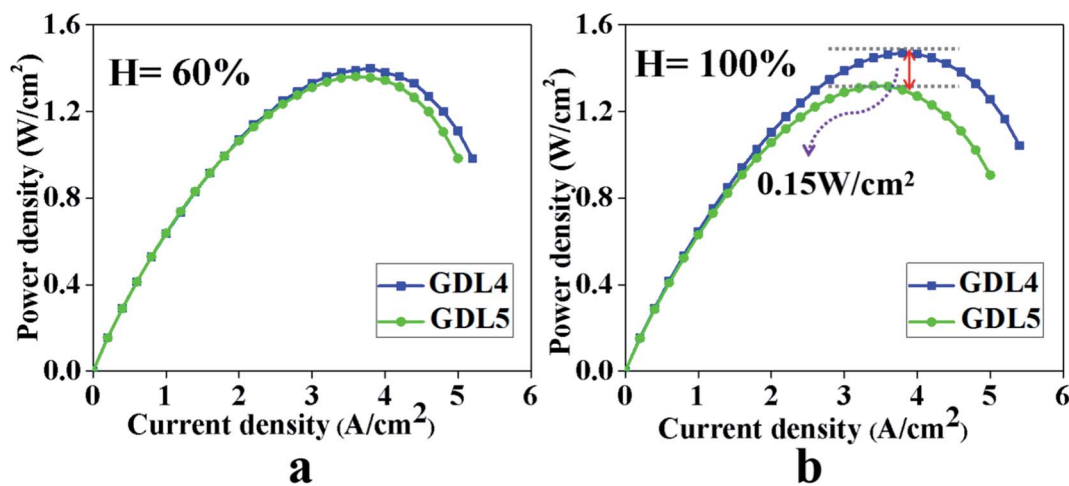 1.6
1.2
0.8
0.4
0.0
0 1 2 3 4 5 6
Power density (W/cm²)
Current density (A/cm²)
H= 60%
GDL4
GDL5
a
1.6
1.2
0.8
0.4
0.0
0 1 2 3 4 5 6
Power density (W/cm²)
Current density (A/cm²)
H= 100%
0.15W/cm²
GDL4
GDL5
b